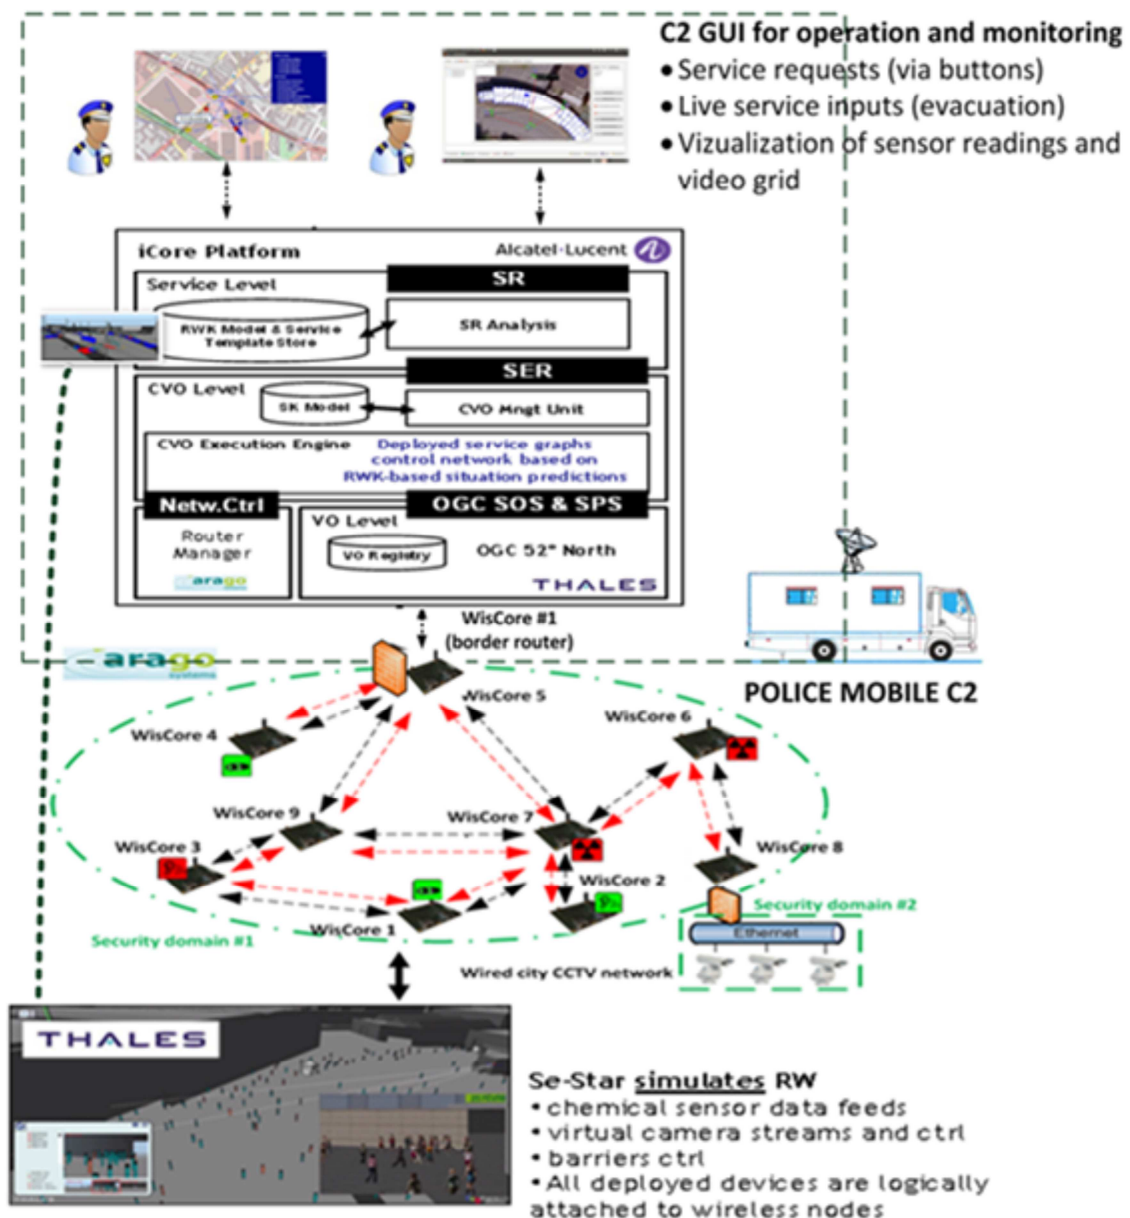 C2 GUI for operation and monitoring
• Service requests (via buttons)
• Live service inputs (evacuation)
• Vizualization of sensor readings and
video grid
iCore Platform
Alcatel·Lucent
Service Level
SR
RWK Model & Service
Template Store
SR Analysis
SER
CVO Level
SK Model
CVO Mngt Unit
CVO Execution Engine
Deployed service graphs
control network based on
RWK-based situation predictions
Netw.Ctrl
OGC SOS & SPS
Router
Manager
arago
VO Level
VO Registry
OGC 52° North
THALES
WisCore #1
(border router)
arago
systems
POLICE MOBILE C2
WisCore 5
WisCore 4
WisCore 6
WisCore 9
WisCore 7
WisCore 3
WisCore 8
WisCore 2
WisCore 1
Security domain #1
Security domain #2
Ethernet
Wired city CCTV network
THALES
Se-Star simulates RW
• chemical sensor data feeds
• virtual camera streams and ctrl
• barriers ctrl
• All deployed devices are logically
attached to wireless nodes